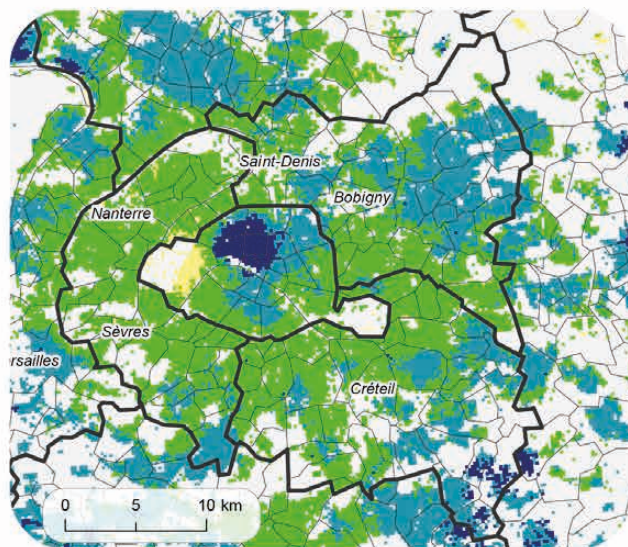 Saint-Denis
Nanterre
Bobigny
Sèvres
rsailles
Créteil
0 5 10 km